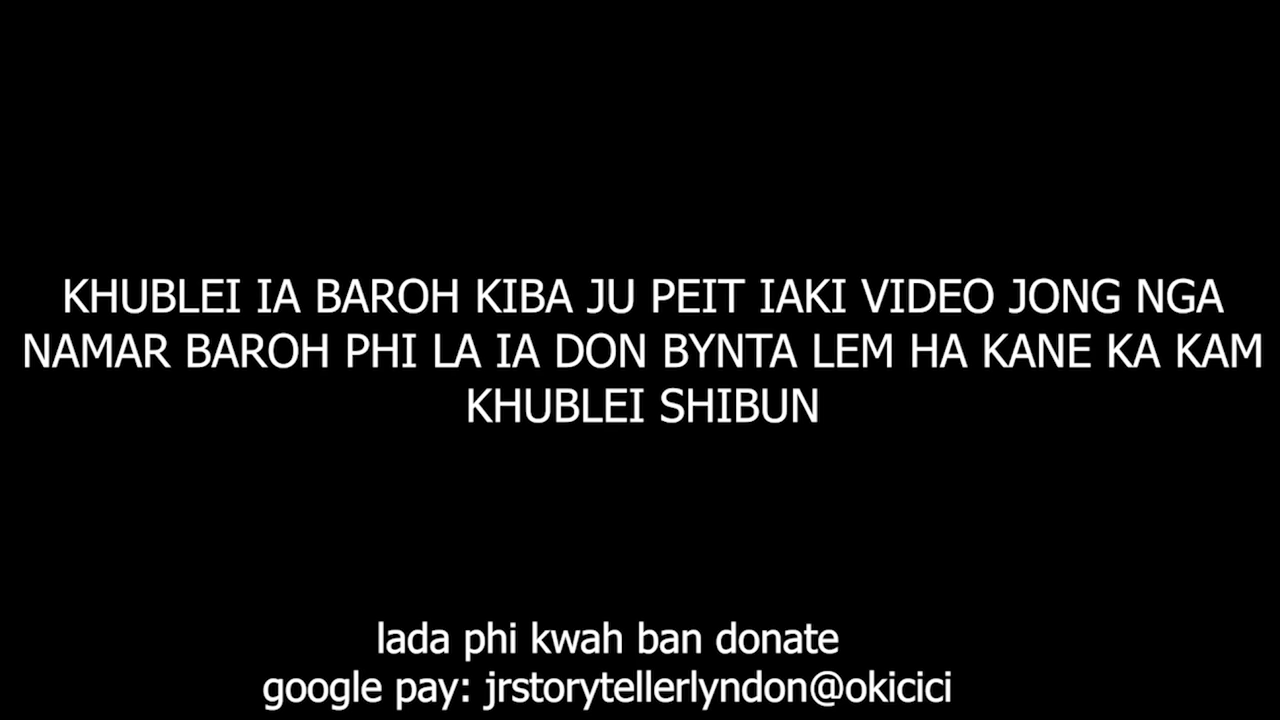 KHUBLEI IA BAROH KIBA JU PEIT IAKI VIDEO JONG NGA
NAMAR BAROH PHI LA IA DON BYNTA LEM HA KANE KA KAM
KHUBLEI SHIBUN
lada phi kwah ban donate
google pay: jrstorytellerlyndon@okicici